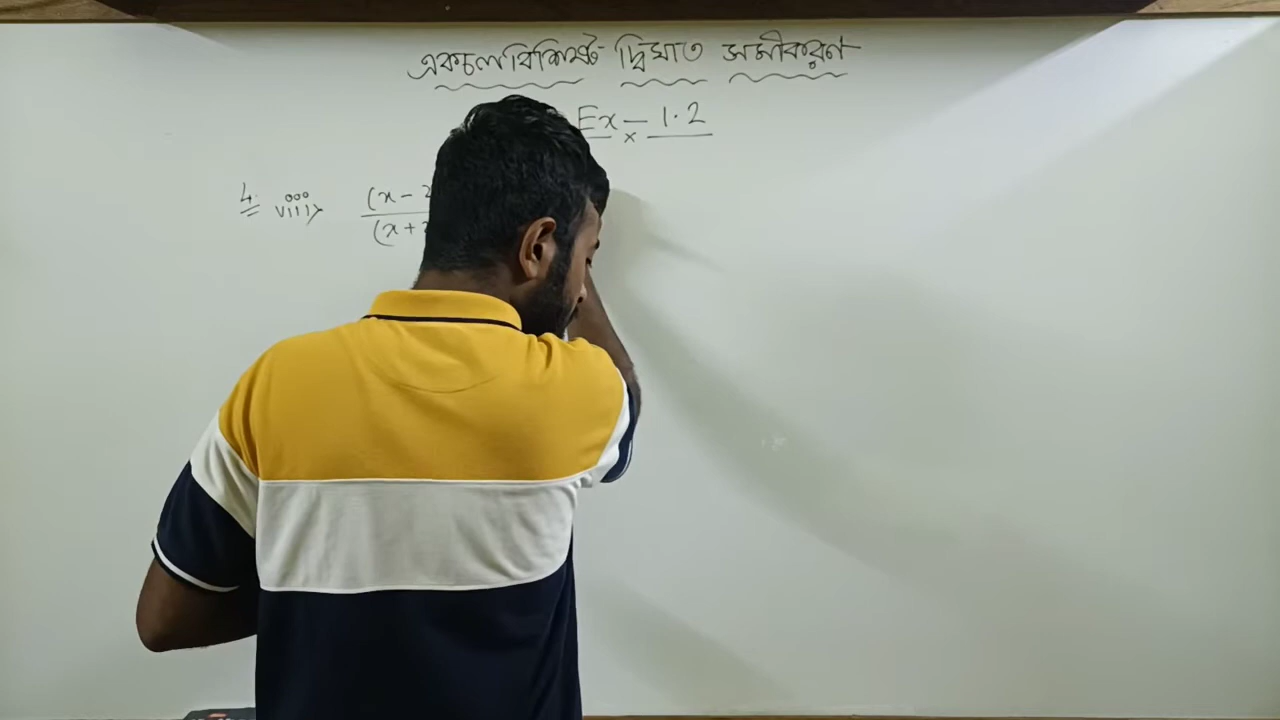 একচলবিশিষ্ট দ্বিঘাত সমীকরণ
Ex - 1.2
4. viii> (x -
(x +